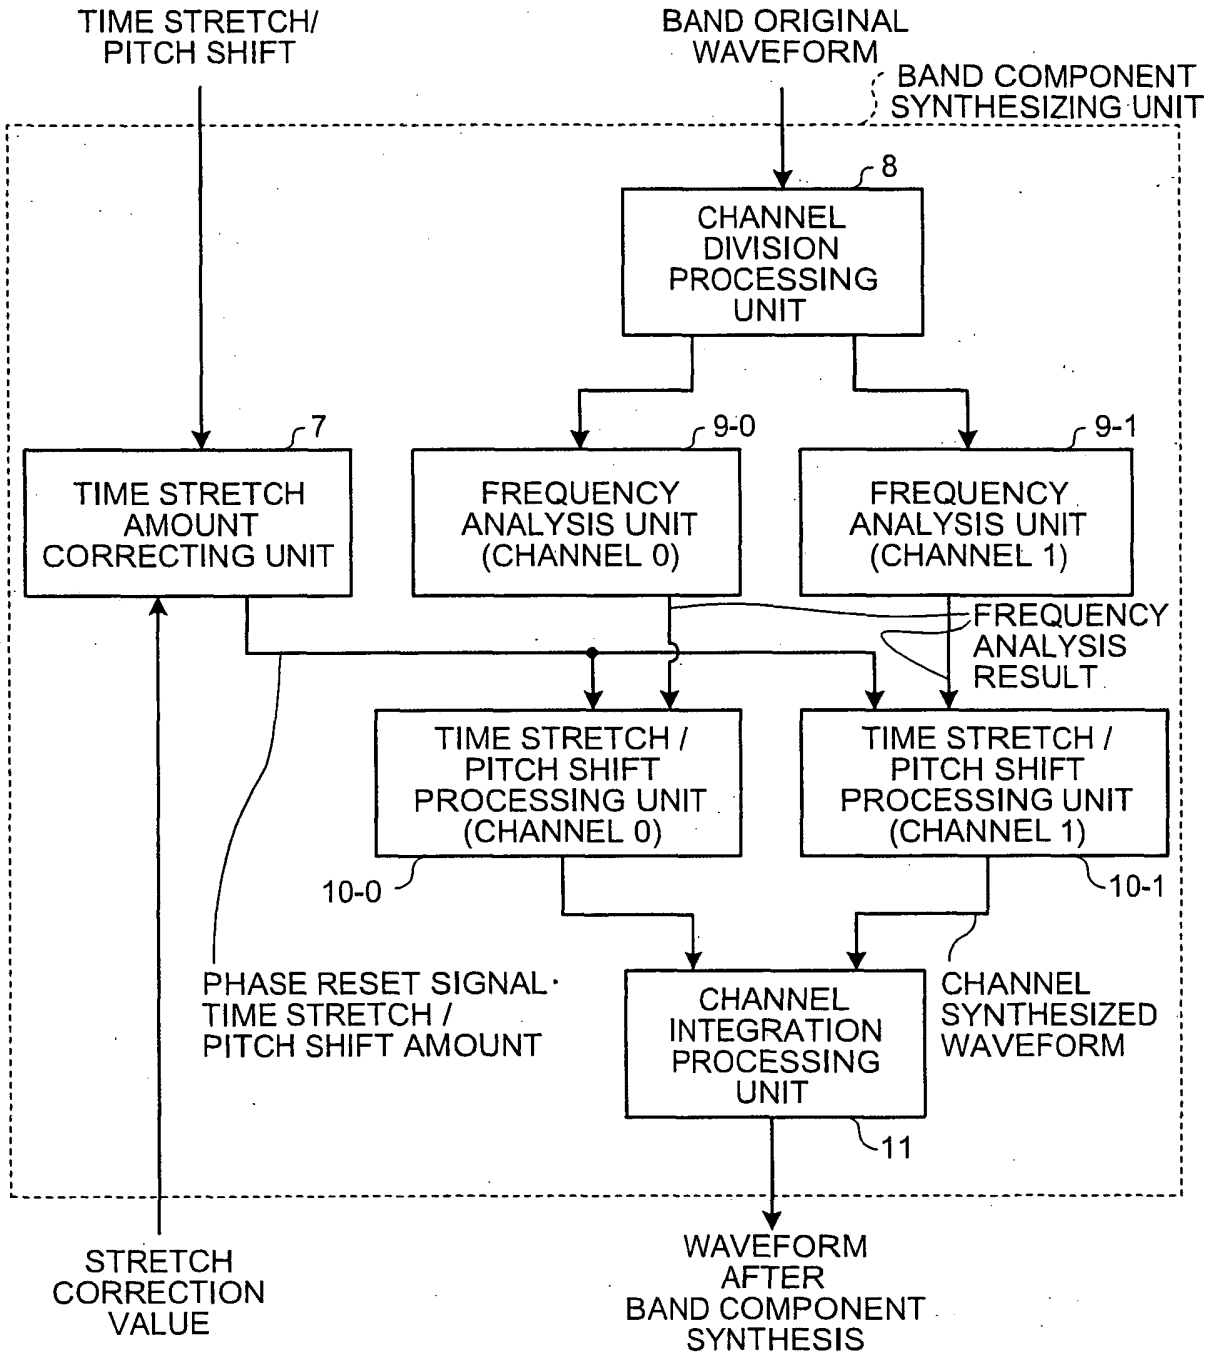 TIME STRETCH/
PITCH SHIFT
BAND ORIGINAL
WAVEFORM
BAND COMPONENT
SYNTHESIZING UNIT
8
CHANNEL
DIVISION
PROCESSING
UNIT
7
TIME STRETCH
AMOUNT
CORRECTING UNIT
9-0
FREQUENCY
ANALYSIS UNIT
(CHANNEL 0)
9-1
FREQUENCY
ANALYSIS UNIT
(CHANNEL 1)
FREQUENCY
ANALYSIS
RESULT
TIME STRETCH /
PITCH SHIFT
PROCESSING UNIT
(CHANNEL 0)
10-0
TIME STRETCH /
PITCH SHIFT
PROCESSING UNIT
(CHANNEL 1)
10-1
PHASE RESET SIGNAL·
TIME STRETCH /
PITCH SHIFT AMOUNT
CHANNEL
INTEGRATION
PROCESSING
UNIT
11
CHANNEL
SYNTHESIZED
WAVEFORM
STRETCH
CORRECTION
VALUE
WAVEFORM
AFTER
BAND COMPONENT
SYNTHESIS